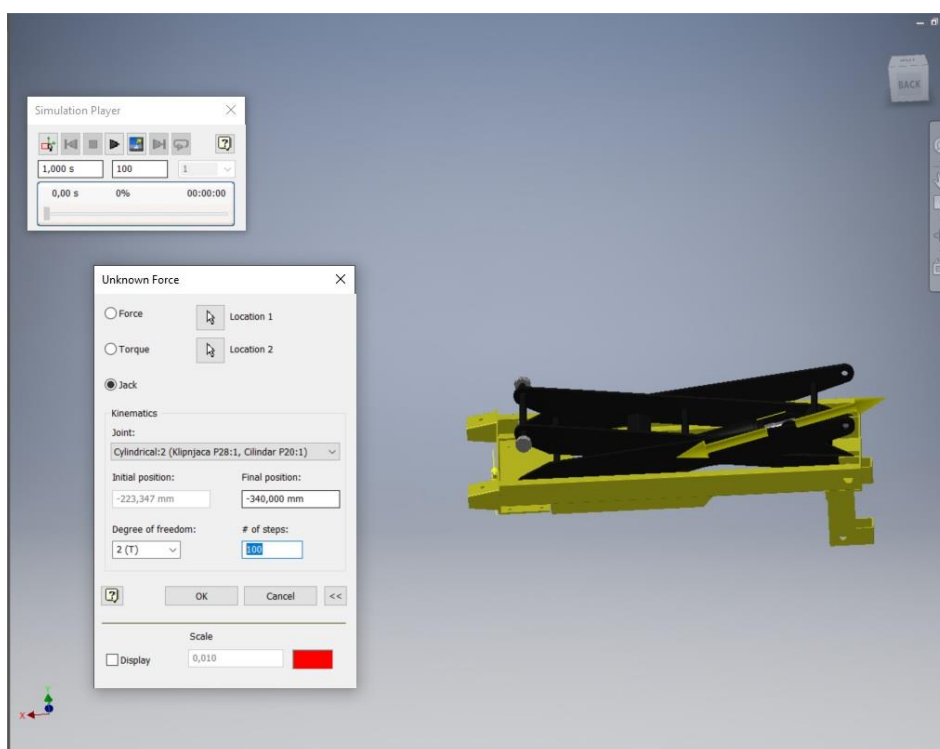 BACK
Simulation Player
1,000 s 100 1
0,00 s 0% 00:00:00
Unknown Force
Force Location 1
Torque Location 2
Jack
Kinematics
Joint:
Cylindrical:2 (Klipnjaca P28:1, Cilindar P20:1)
Initial position: Final position:
-223,347 mm -340,000 mm
Degree of freedom: # of steps:
2 (T) 100
OK Cancel <<
Scale
Display 0,010
Y
X